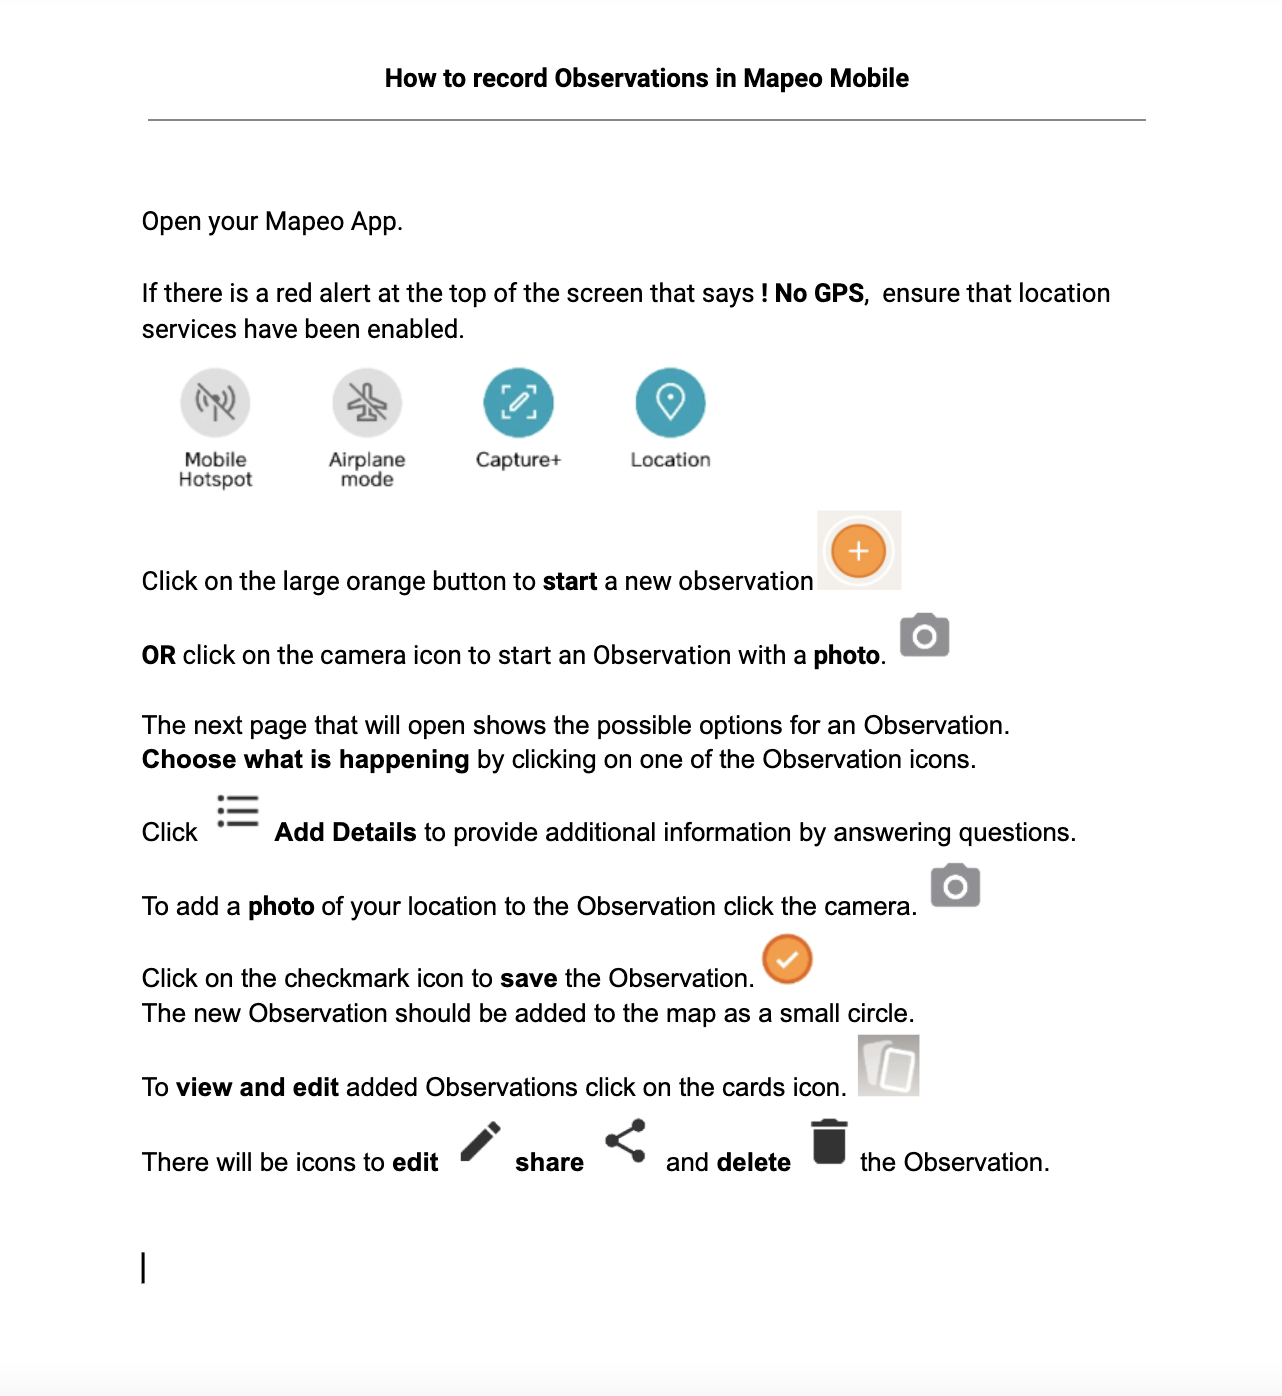 How to record Observations in Mapeo Mobile
Open your Mapeo App.
If there is a red alert at the top of the screen that says ! No GPS,  ensure that location
services have been enabled.
Mobile Hotspot
Airplane mode
Capture+
Location
Click on the large orange button to start a new observation
OR click on the camera icon to start an Observation with a photo.
The next page that will open shows the possible options for an Observation.
Choose what is happening by clicking on one of the Observation icons.
Click Add Details to provide additional information by answering questions.
To add a photo of your location to the Observation click the camera.
Click on the checkmark icon to save the Observation.
The new Observation should be added to the map as a small circle.
To view and edit added Observations click on the cards icon.
There will be icons to edit share and delete the Observation.